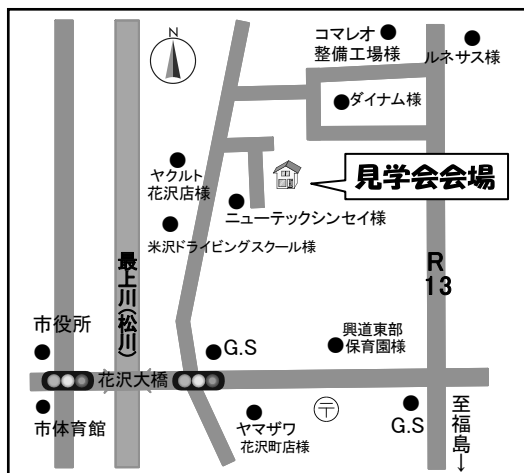 N
コマレオ
整備工場様
ルネサス様
ダイナム様
ヤクルト
花沢店様
見学会会場
ニューテックシンセイ様
米沢ドライビングスクール様
最上川(松川)
R
13
市役所
G.S
興道東部
保育園様
花沢大橋
市体育館
ヤマザワ
花沢町店様
〒
G.S
至福島→